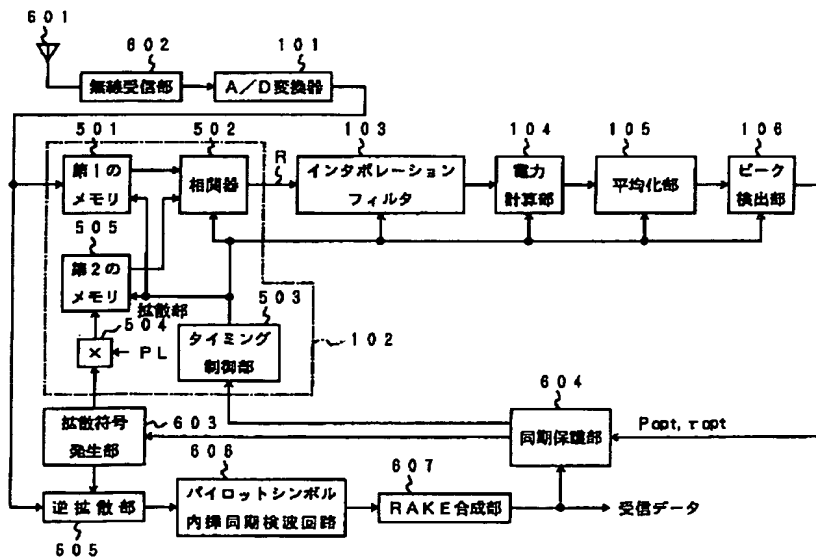 601
602
101
無線受信部
A/D変換器
501
502
103
104
105
106
R
第1の
メモリ
相関器
インタポレーション
フィルタ
電力
計算部
平均化部
ピーク
検出部
505
第2の
メモリ
拡散部
503
504
×
PL
タイミング
制御部
102
604
拡散符号
発生部
603
同期保護部
Popt, τopt
606
607
逆拡散部
パイロットシンボル
内挿同期検波回路
RAKE合成部
受信データ
605